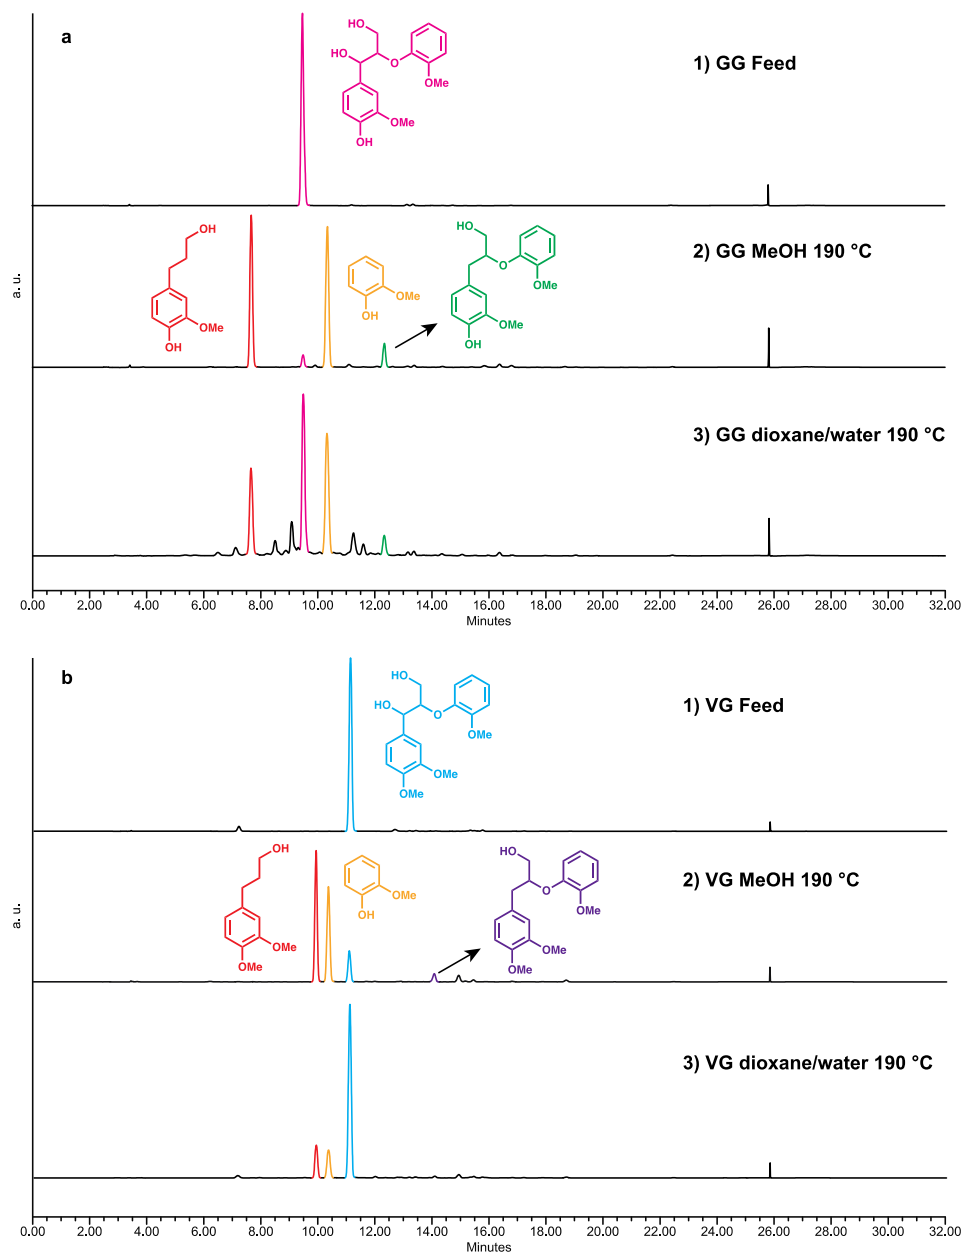 a
HO
HO
O
OMe
OMe
OH
1) GG Feed
a. u.
OH
OMe
OH
OMe
OH
HO
O
OMe
OMe
OH
2) GG MeOH 190 °C
3) GG dioxane/water 190 °C
0.00 2.00 4.00 6.00 8.00 10.00 12.00 14.00 16.00 18.00 20.00 22.00 24.00 26.00 28.00 30.00 32.00
Minutes
b
HO
HO
O
OMe
OMe
OMe
1) VG Feed
a. u.
OH
OMe
OMe
OMe
OH
HO
O
OMe
OMe
OMe
2) VG MeOH 190 °C
3) VG dioxane/water 190 °C
0.00 2.00 4.00 6.00 8.00 10.00 12.00 14.00 16.00 18.00 20.00 22.00 24.00 26.00 28.00 30.00 32.00
Minutes